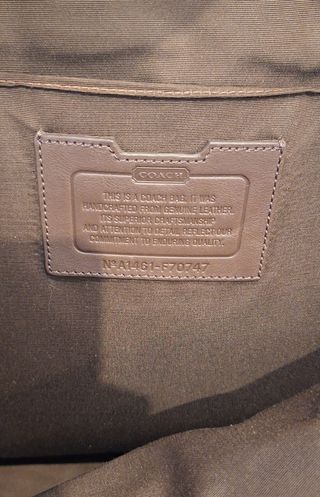 COACH
THIS IS A COACH BAG. IT WAS
HANDCRAFTED FROM GENUINE LEATHER.
ITS SUPERIOR CRAFTSMANSHIP
AND ATTENTION TO DETAIL REFLECT OUR
COMMITMENT TO ENDURING QUALITY.
Nº A1461-F70747